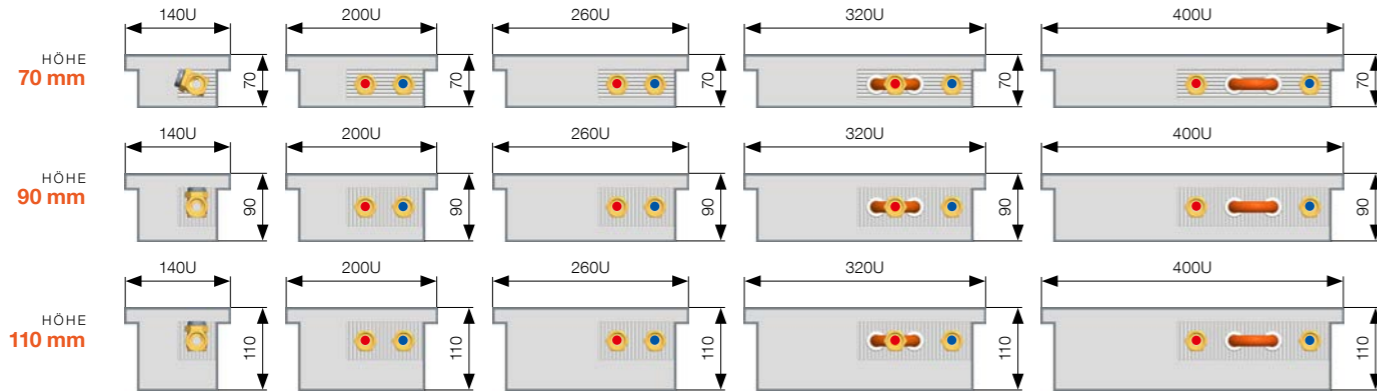 140U 200U 260U 320U 400U
HÖHE
70 mm
70 70 70 70 70
140U 200U 260U 320U 400U
HÖHE
90 mm
90 90 90 90 90
140U 200U 260U 320U 400U
HÖHE
110 mm
110 110 110 110 110